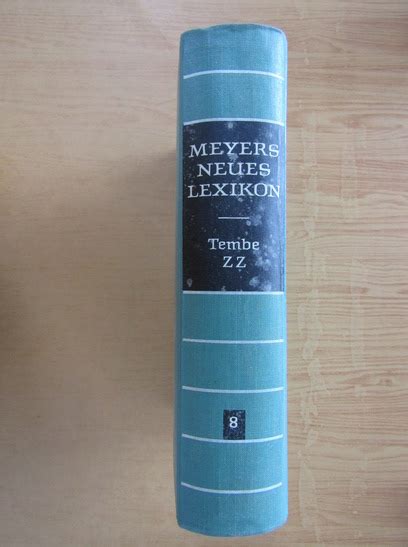 MEYERS
NEUES
LEXIKON
Tembe
ZZ
8